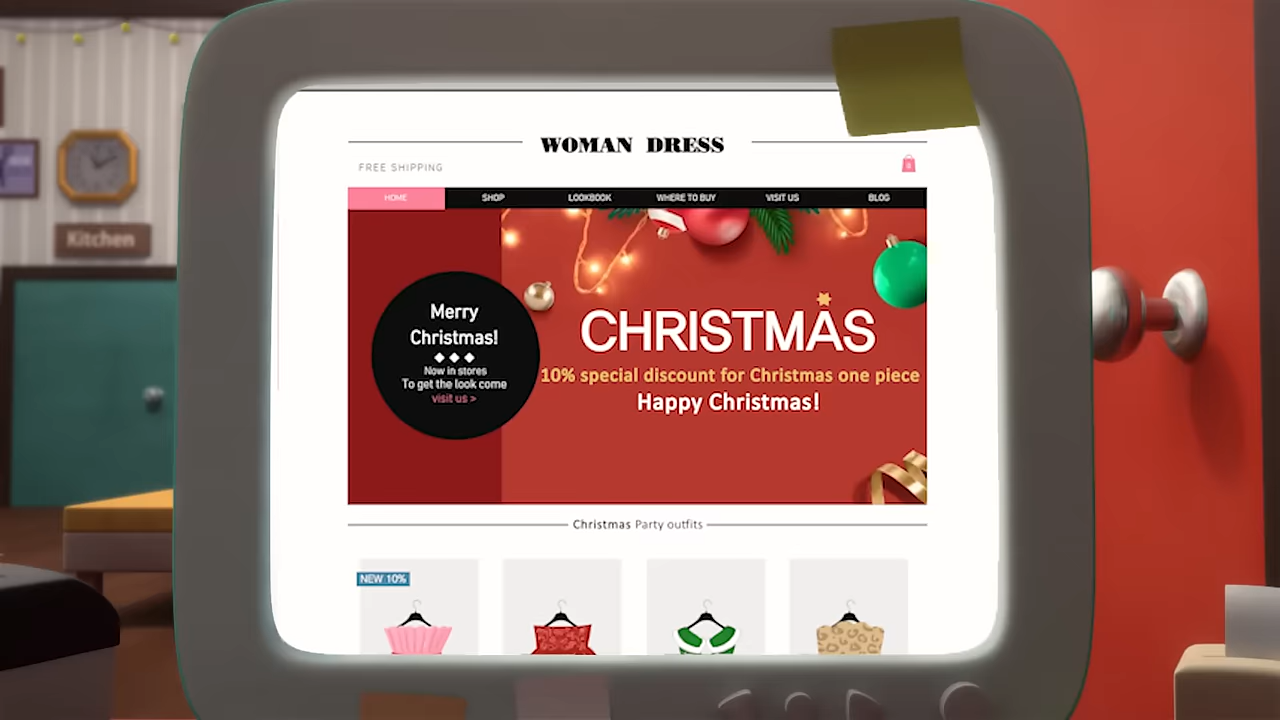 WOMAN DRESS
FREE SHIPPING
HOME SHOP LOOKBOOK WHERE TO BUY VISIT US BLOG
Kitchen
Merry
Christmas!
Now in stores
To get the look come
visit us >
CHRISTMAS
10% special discount for Christmas one piece
Happy Christmas!
Christmas Party outfits
NEW 10%